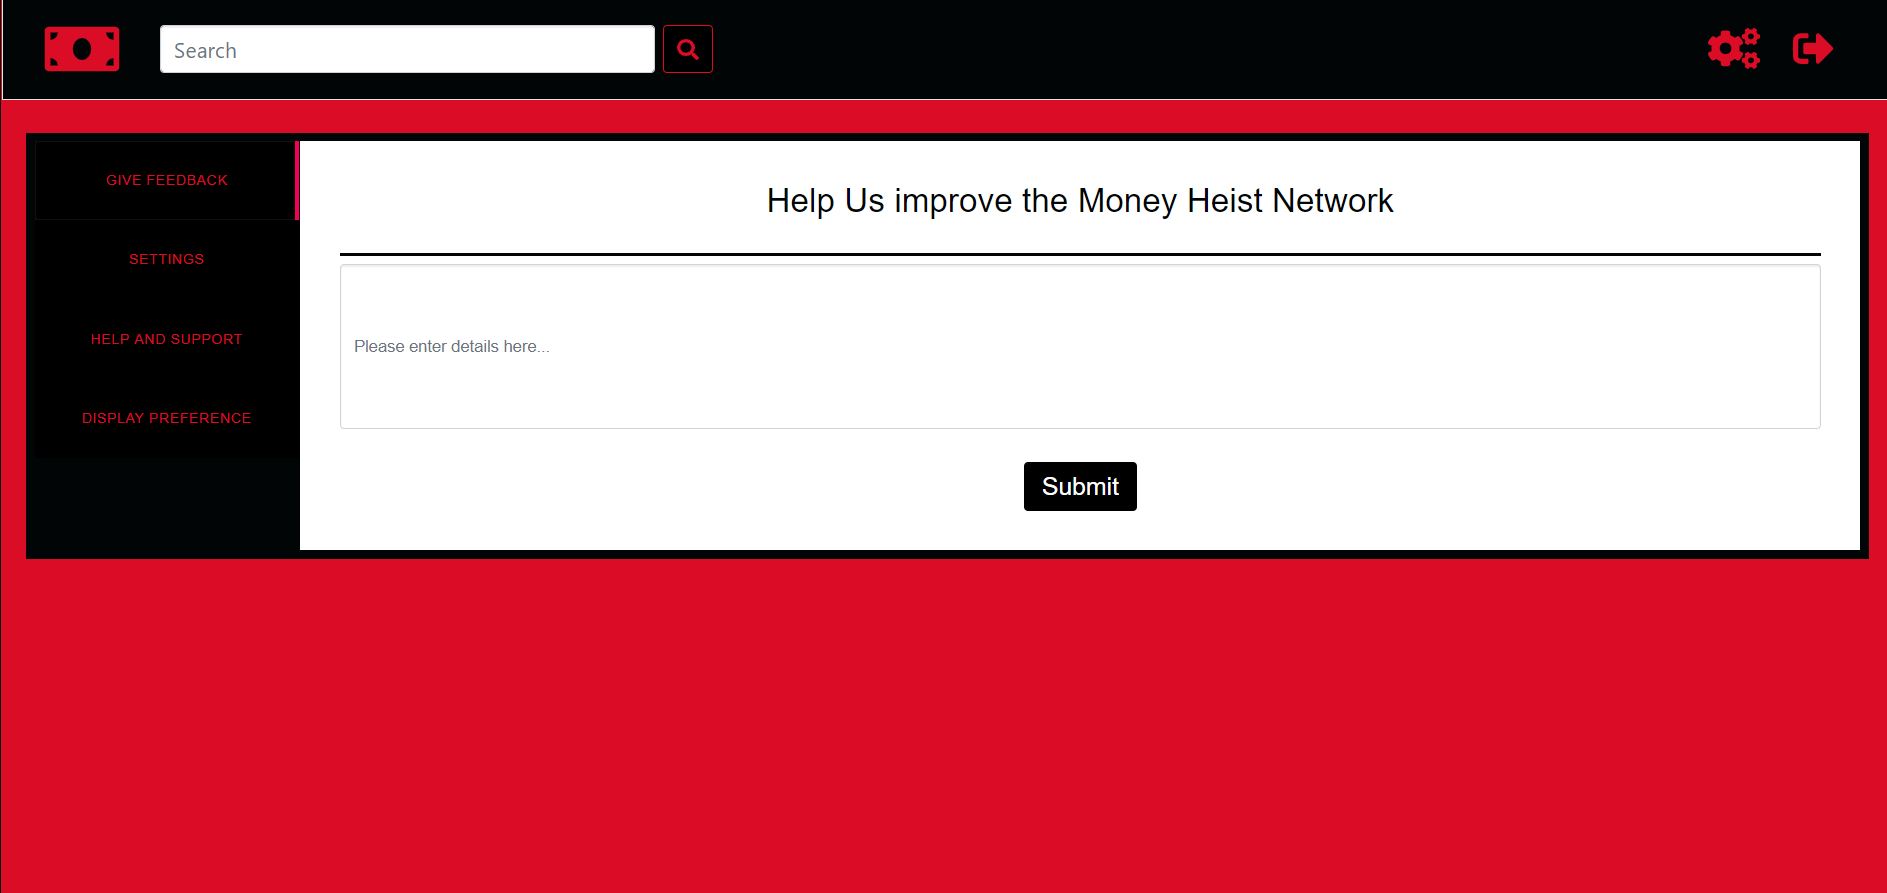 Search
GIVE FEEDBACK
SETTINGS
HELP AND SUPPORT
DISPLAY PREFERENCE
Help Us improve the Money Heist Network
Please enter details here...
Submit